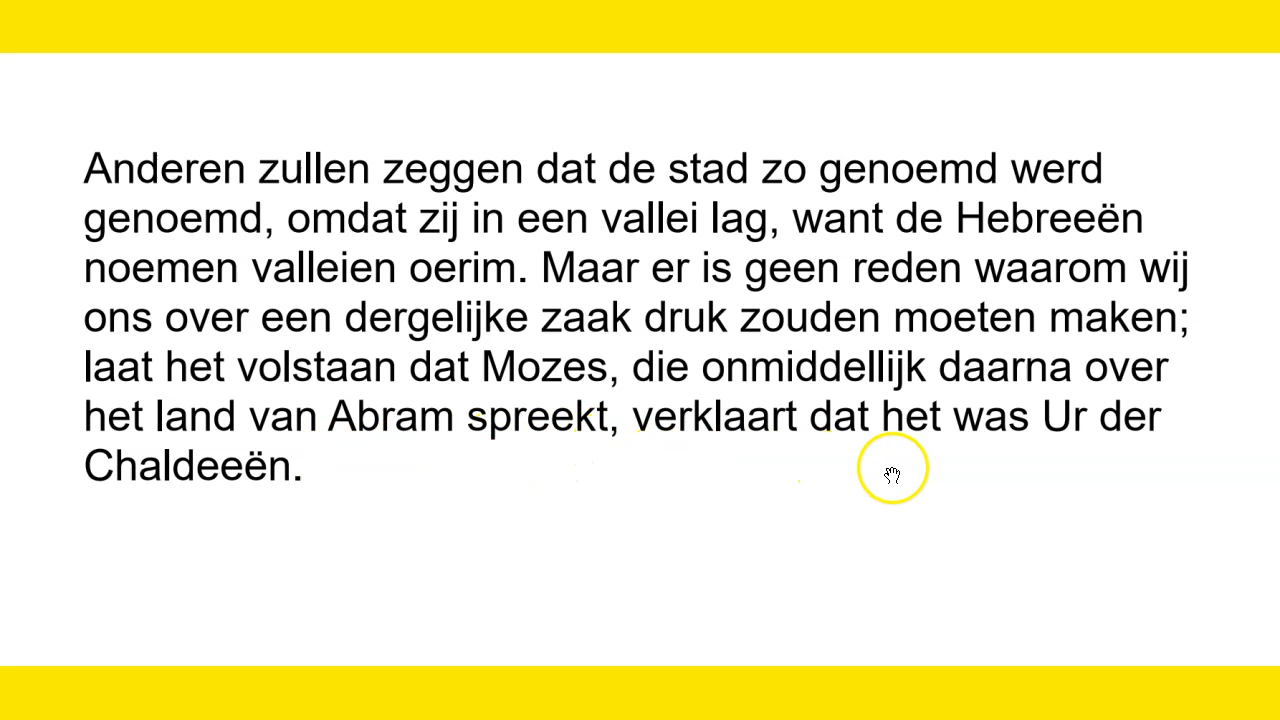 Anderen zullen zeggen dat de stad zo genoemd werd
genoemd, omdat zij in een vallei lag, want de Hebreeën
noemen valleien oerim. Maar er is geen reden waarom wij
ons over een dergelijke zaak druk zouden moeten maken;
laat het volstaan dat Mozes, die onmiddellijk daarna over
het land van Abram spreekt, verklaart dat het was Ur der
Chaldeeën.